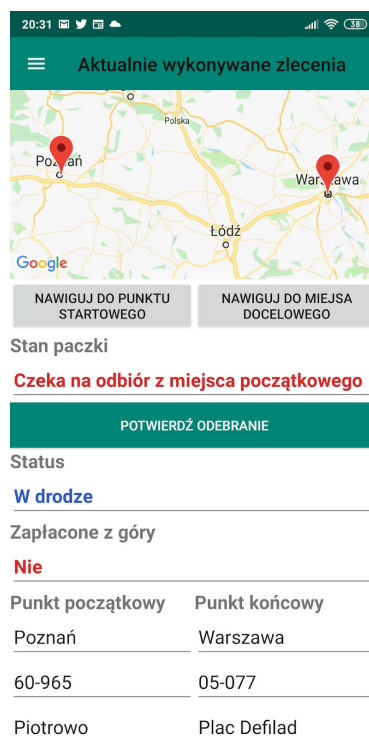 20:31 38
Aktualnie wykonywane zlecenia
Polska
Poznań
Warszawa
Łódź
Google
NAWIGUJ DO PUNKTU STARTOWEGO
NAWIGUJ DO MIEJSA DOCELOWEGO
Stan paczki
Czeka na odbiór z miejsca początkowego
POTWIERDŹ ODEBRANIE
Status
W drodze
Zapłacone z góry
Nie
Punkt początkowy Punkt końcowy
Poznań Warszawa
60-965 05-077
Piotrowo Plac Defilad